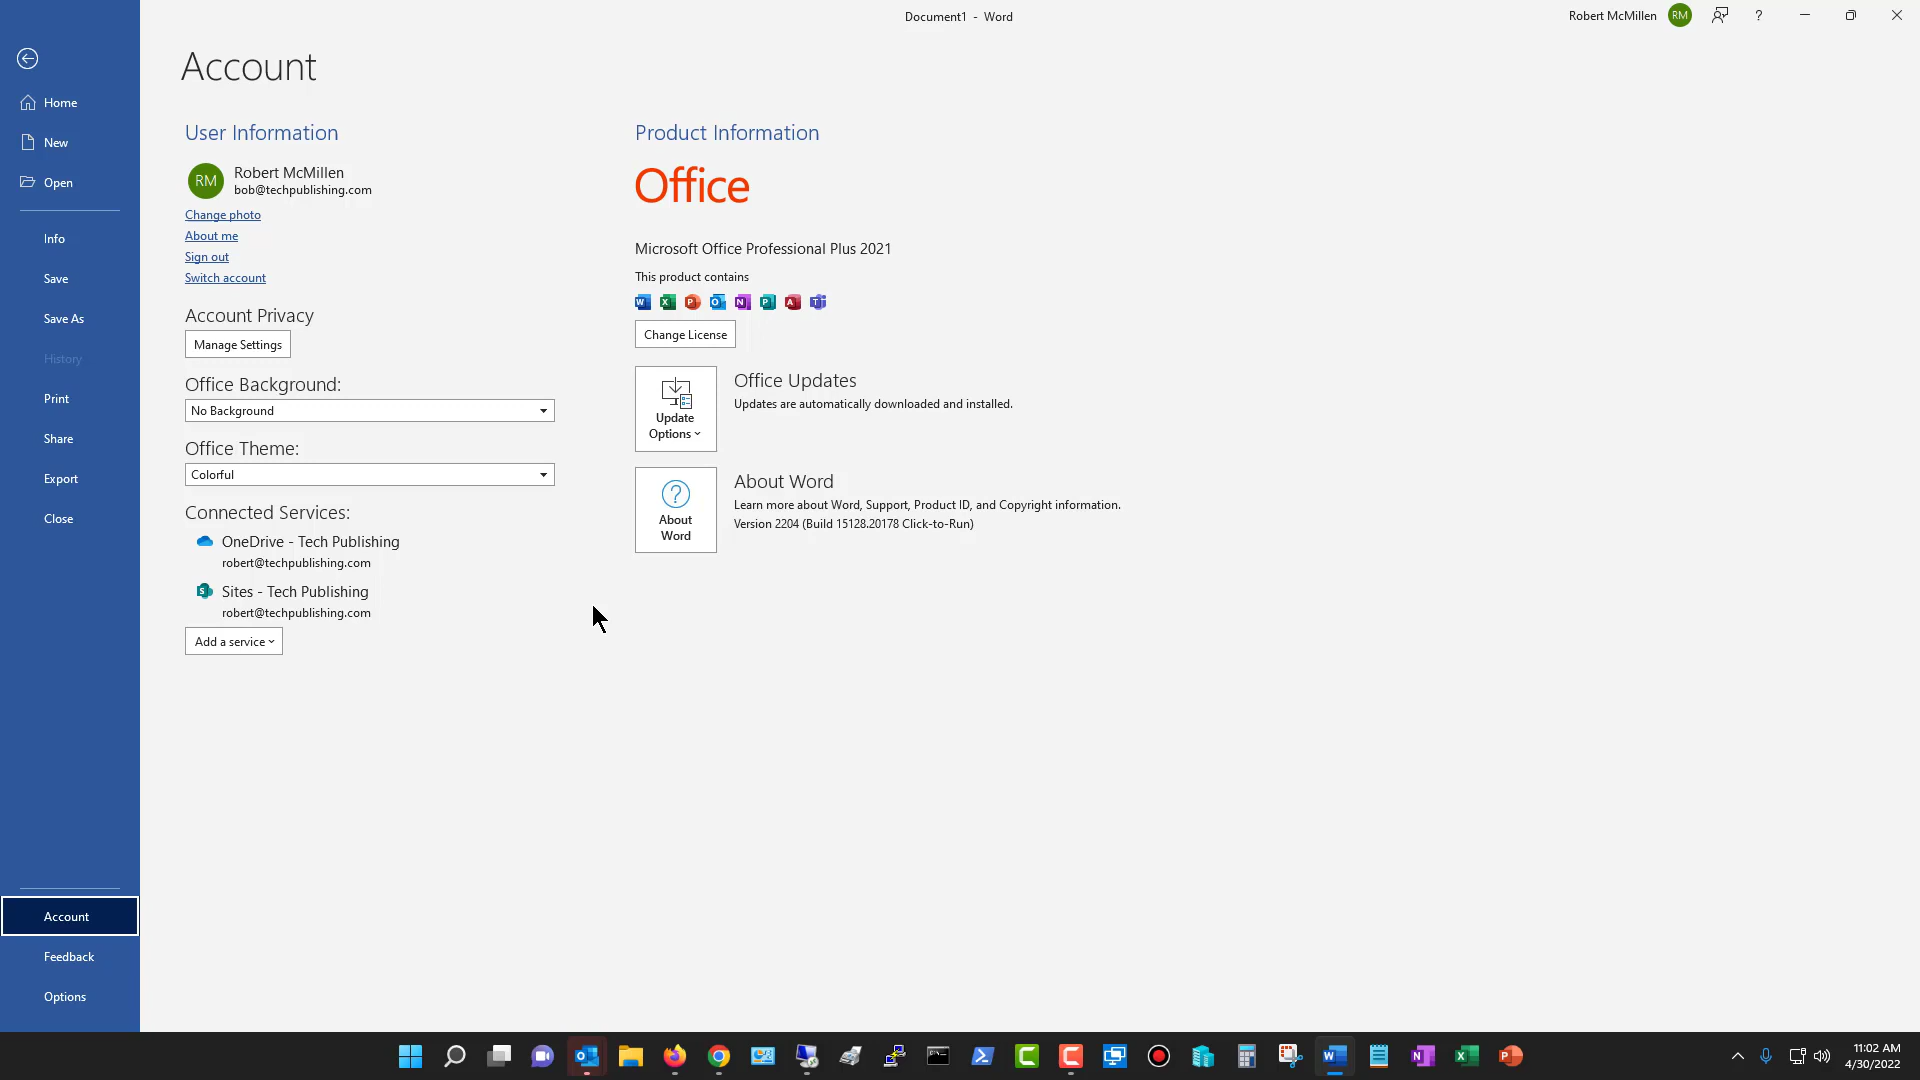 Document1 - Word
Robert McMillen
RM
?
Home
New
Open
Info
Save
Save As
History
Print
Share
Export
Close
Account
Feedback
Options
Account
User Information
RM
Robert McMillen
bob@techpublishing.com
Change photo
About me
Sign out
Switch account
Account Privacy
Manage Settings
Office Background:
No Background
Office Theme:
Colorful
Connected Services:
OneDrive - Tech Publishing
robert@techpublishing.com
Sites - Tech Publishing
robert@techpublishing.com
Add a service
Product Information
Office
Microsoft Office Professional Plus 2021
This product contains
Change License
Update
Options
Office Updates
Updates are automatically downloaded and installed.
?
About
Word
About Word
Learn more about Word, Support, Product ID, and Copyright information.
Version 2204 (Build 15128.20178 Click-to-Run)
11:02 AM
4/30/2022